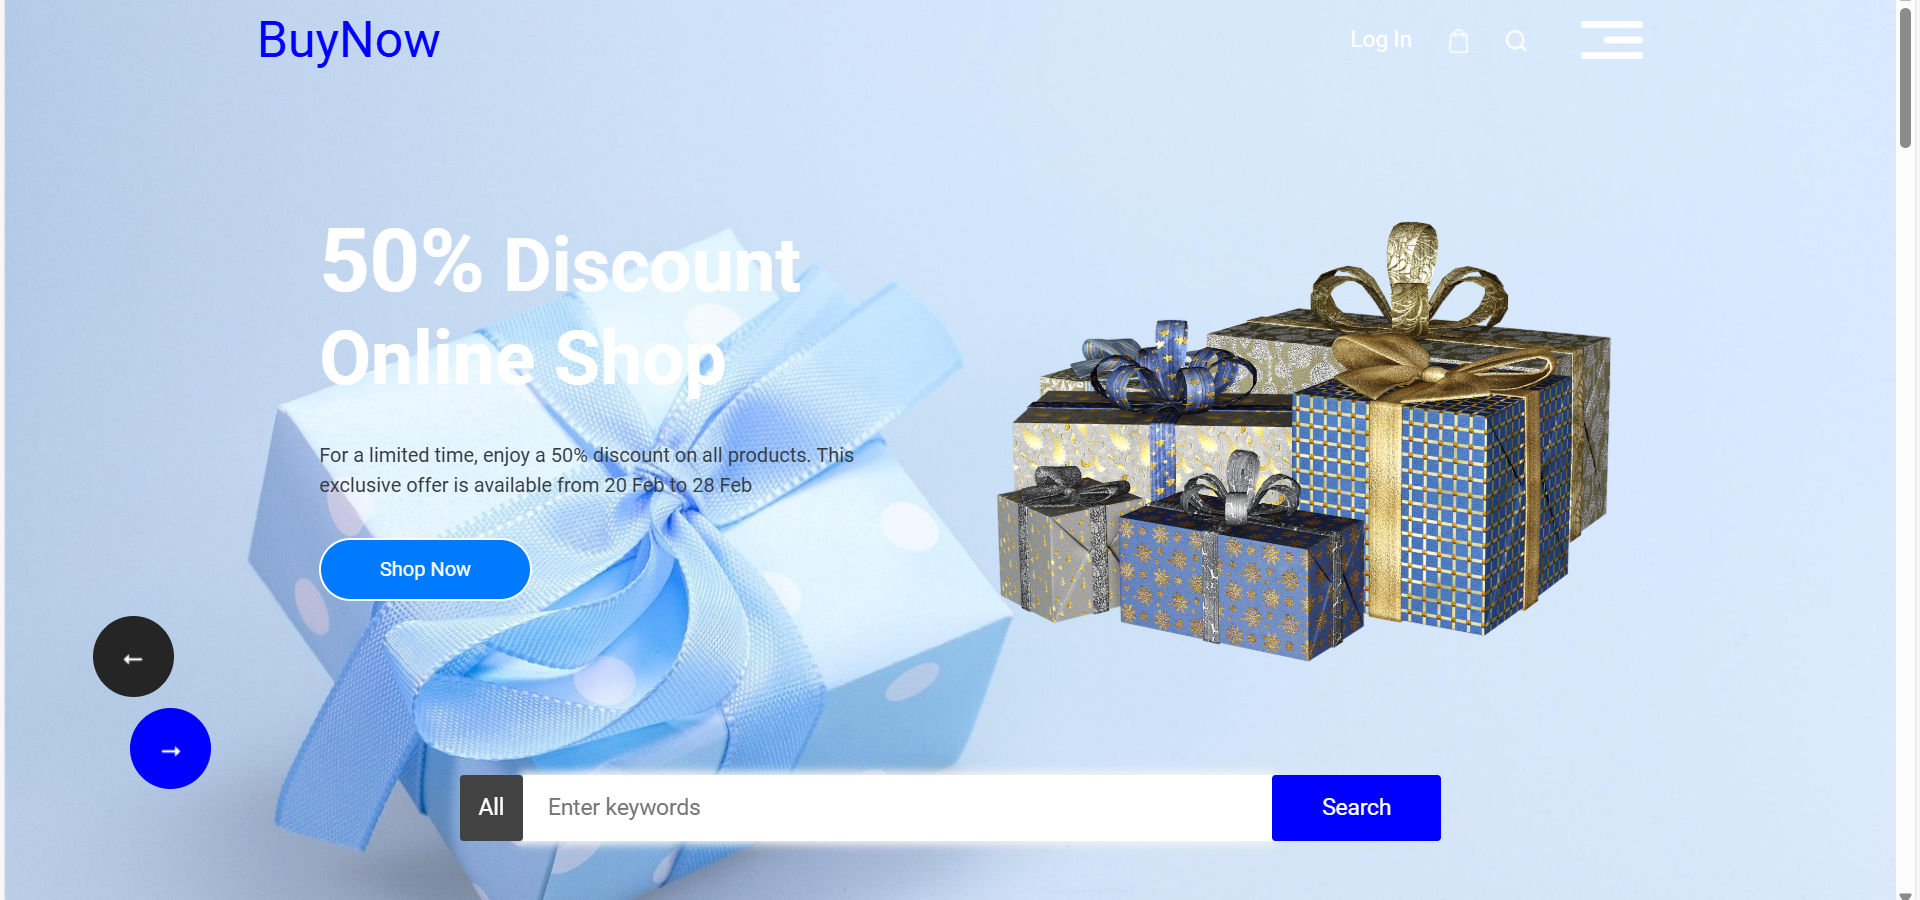 BuyNow
Log In
50% Discount
Online Shop
For a limited time, enjoy a 50% discount on all products. This
exclusive offer is available from 20 Feb to 28 Feb
Shop Now
←
→
All
Enter keywords
Search